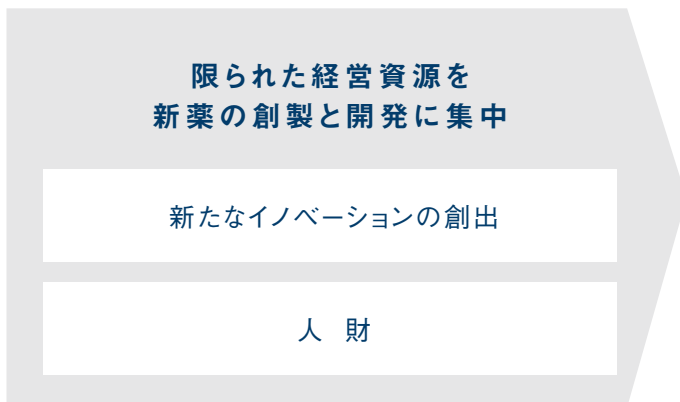 限られた経営資源を
新薬の創製と開発に集中
新たなイノベーションの創出
人　財